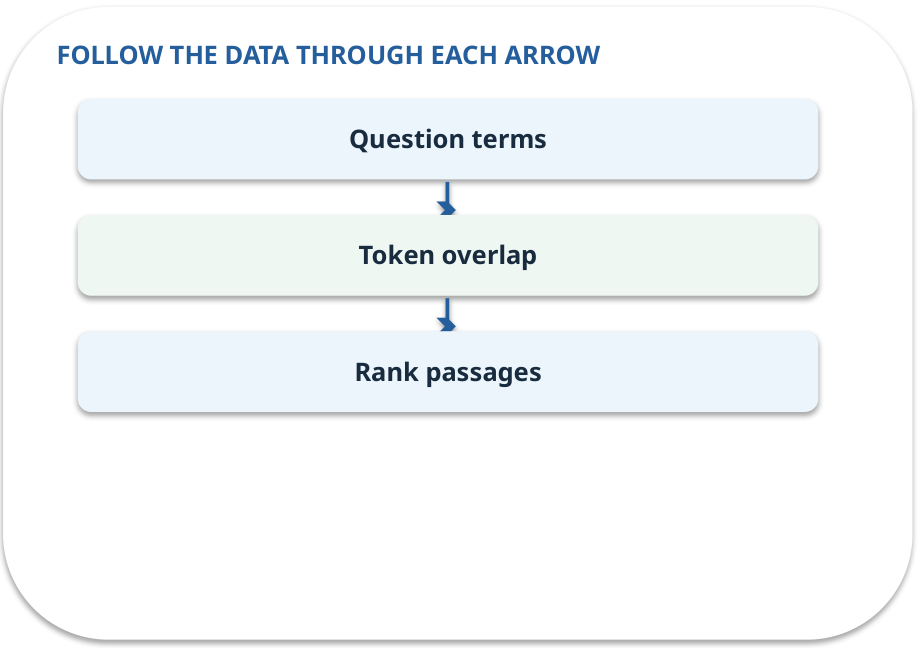 FOLLOW THE DATA THROUGH EACH ARROW
Question terms
Token overlap
Rank passages